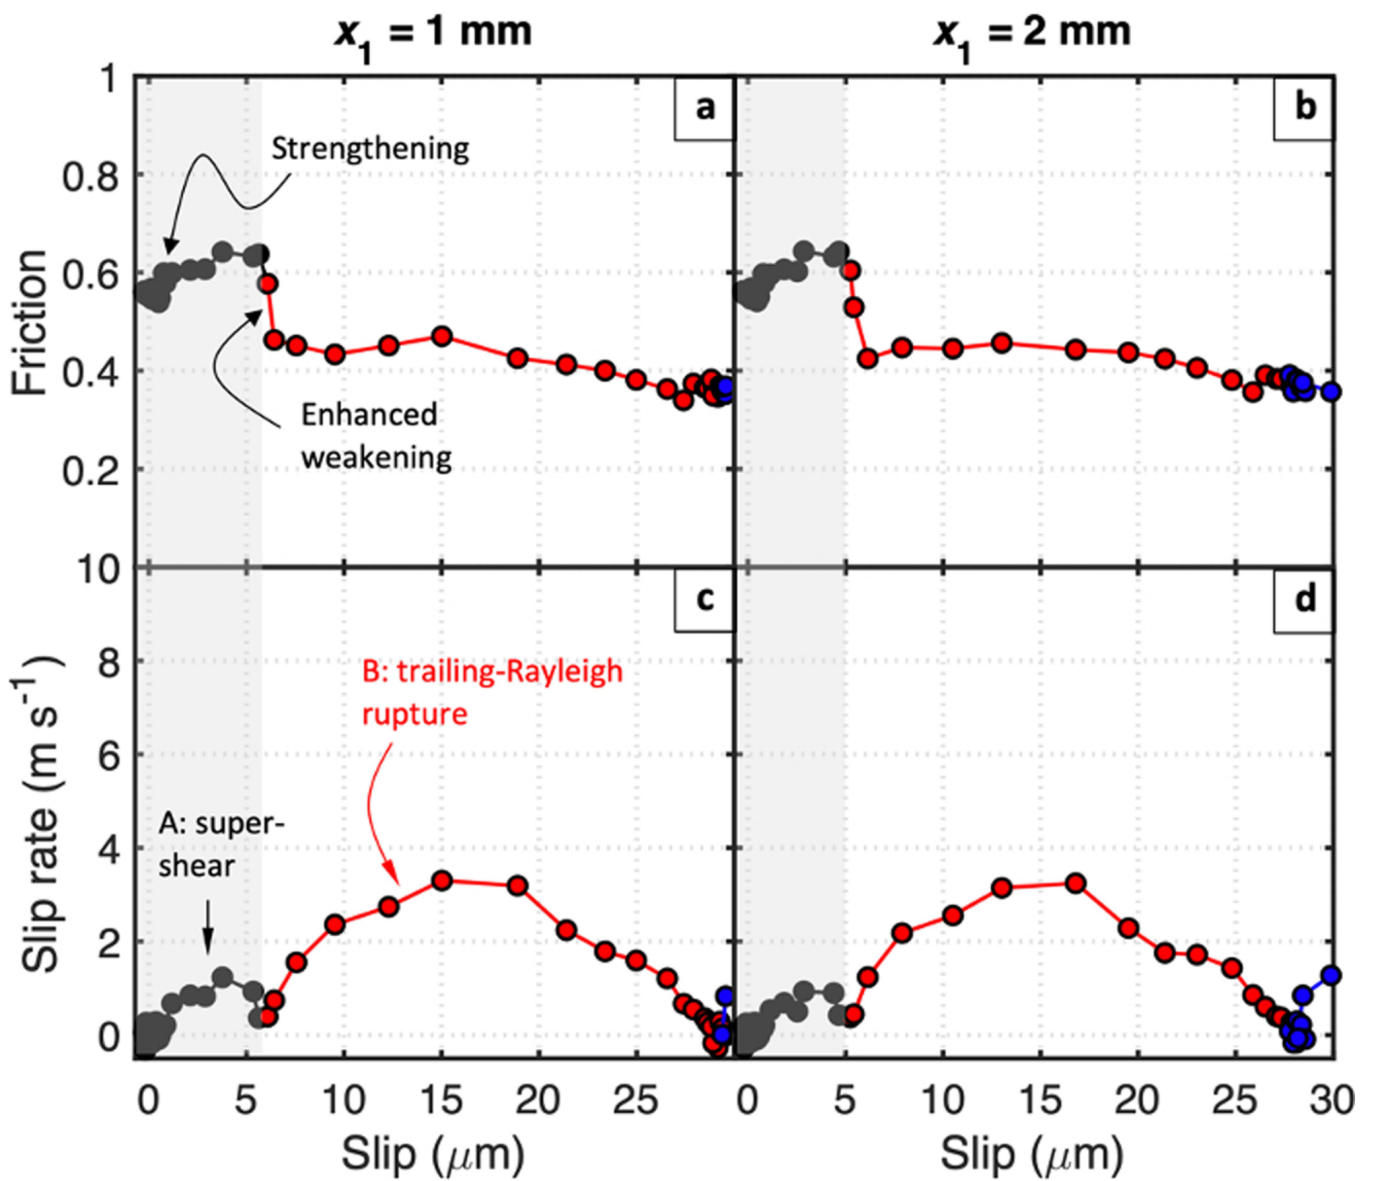 x1 = 1 mm
x1 = 2 mm
1
0.8
0.6
0.4
0.2
Friction
a
b
Strengthening
Enhanced
weakening
10
8
6
4
2
0
Slip rate (m s-1)
c
d
B: trailing-Rayleigh
rupture
A: super-
shear
0 5 10 15 20 25
0 5 10 15 20 25 30
Slip (μm)
Slip (μm)